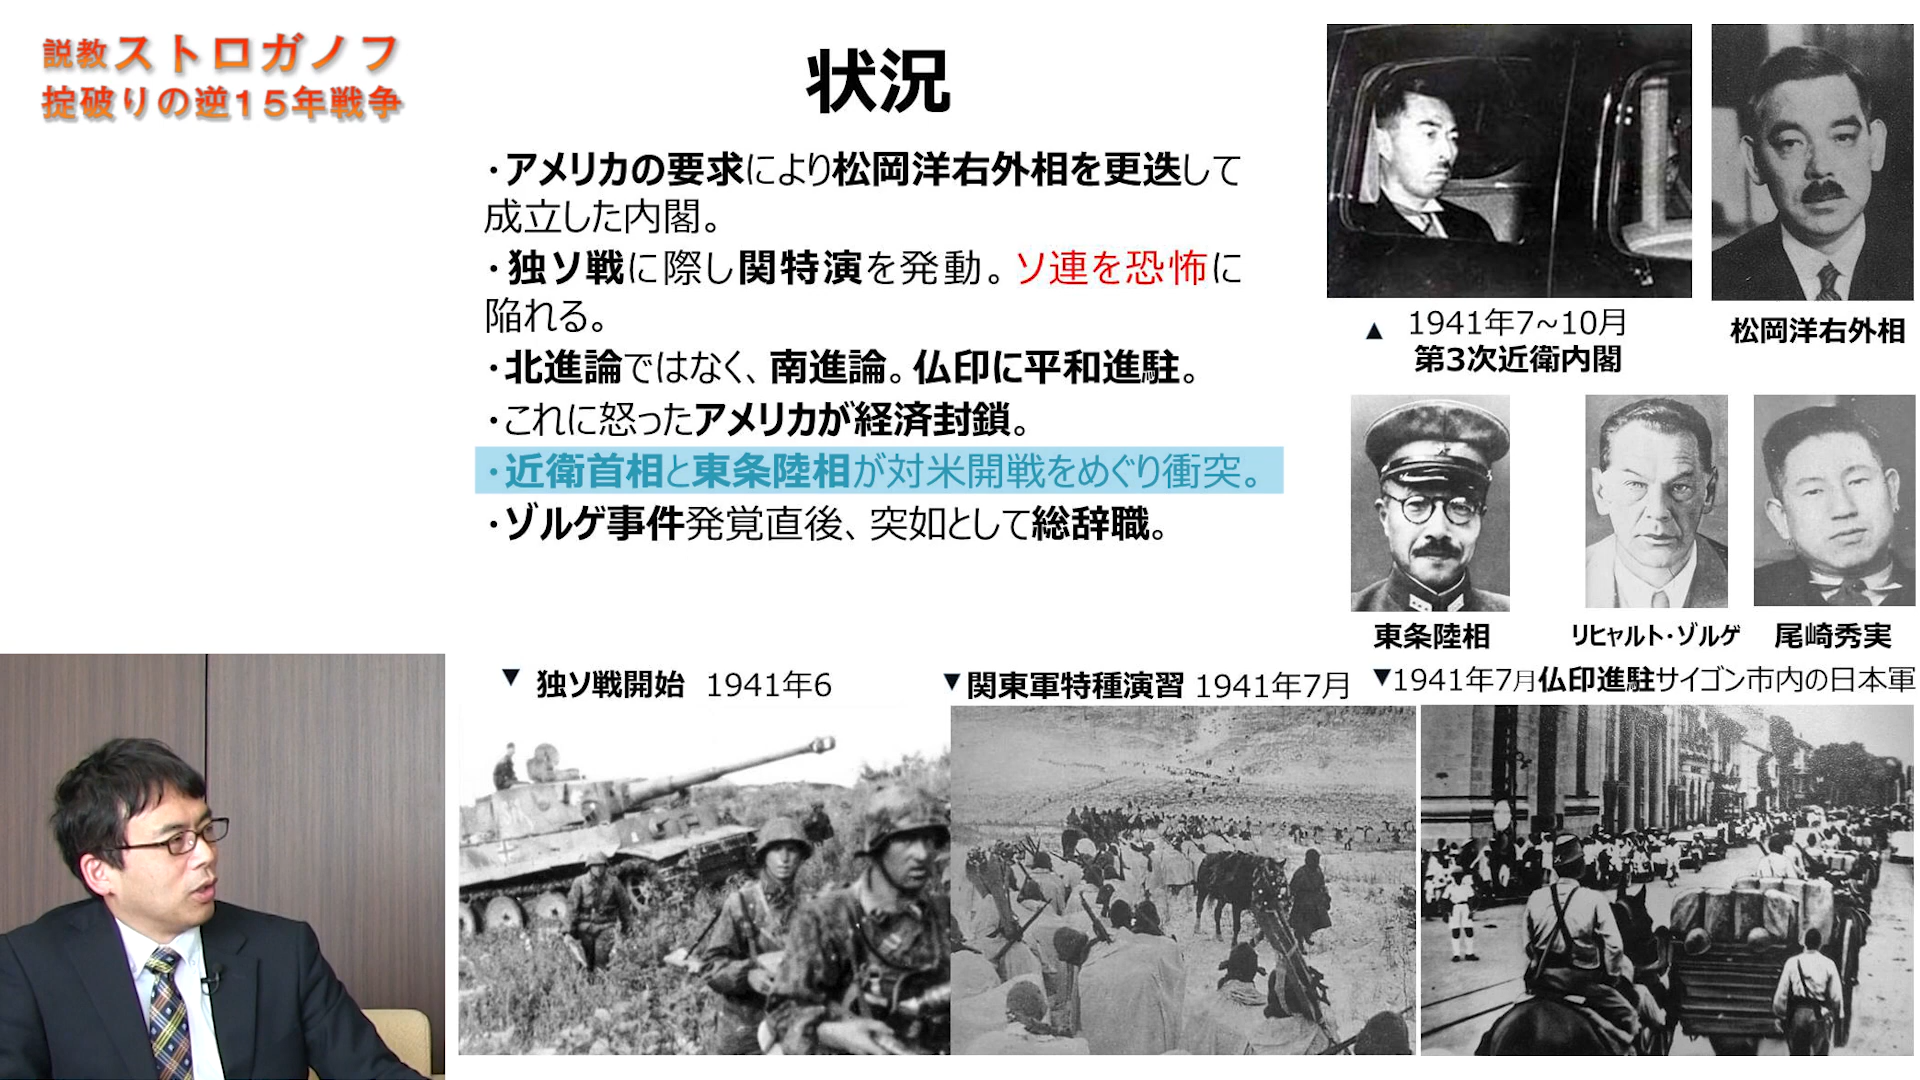 説教ストロガノフ
掟破りの逆15年戦争
状況
・アメリカの要求により松岡洋右外相を更迭して
成立した内閣。
・独ソ戦に際し関特演を発動。ソ連を恐怖に
陥れる。
・北進論ではなく、南進論。仏印に平和進駐。
・これに怒ったアメリカが経済封鎖。
・近衛首相と東条陸相が対米開戦をめぐり衝突。
・ゾルゲ事件発覚直後、突如として総辞職。
▲ 1941年7~10月
第3次近衛内閣
松岡洋右外相
東条陸相
リヒャルト・ゾルゲ
尾崎秀実
▼ 独ソ戦開始 1941年6
▼関東軍特種演習 1941年7月
▼1941年7月仏印進駐サイゴン市内の日本軍